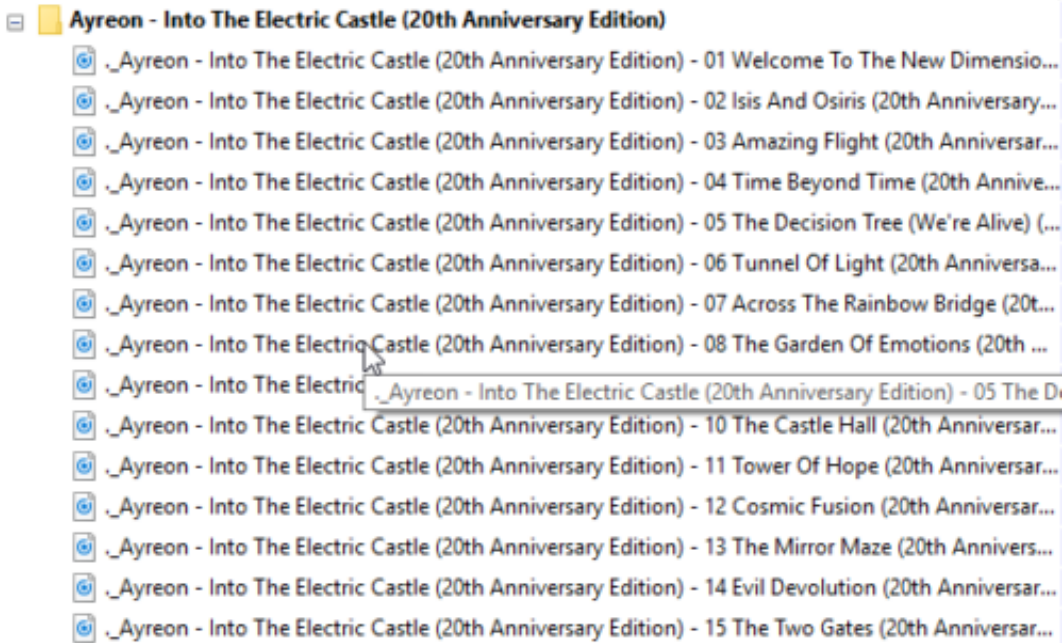 Ayreon - Into The Electric Castle (20th Anniversary Edition)
._Ayreon - Into The Electric Castle (20th Anniversary Edition) - 01 Welcome To The New Dimensio...
._Ayreon - Into The Electric Castle (20th Anniversary Edition) - 02 Isis And Osiris (20th Anniversary...
._Ayreon - Into The Electric Castle (20th Anniversary Edition) - 03 Amazing Flight (20th Anniversar...
._Ayreon - Into The Electric Castle (20th Anniversary Edition) - 04 Time Beyond Time (20th Annive...
._Ayreon - Into The Electric Castle (20th Anniversary Edition) - 05 The Decision Tree (We're Alive) (...
._Ayreon - Into The Electric Castle (20th Anniversary Edition) - 06 Tunnel Of Light (20th Anniversa...
._Ayreon - Into The Electric Castle (20th Anniversary Edition) - 07 Across The Rainbow Bridge (20t...
._Ayreon - Into The Electric Castle (20th Anniversary Edition) - 08 The Garden Of Emotions (20th ...
._Ayreon - Into The Electric
._Ayreon - Into The Electric Castle (20th Anniversary Edition) - 05 The De
._Ayreon - Into The Electric Castle (20th Anniversary Edition) - 10 The Castle Hall (20th Anniversar...
._Ayreon - Into The Electric Castle (20th Anniversary Edition) - 11 Tower Of Hope (20th Anniversar...
._Ayreon - Into The Electric Castle (20th Anniversary Edition) - 12 Cosmic Fusion (20th Anniversar...
._Ayreon - Into The Electric Castle (20th Anniversary Edition) - 13 The Mirror Maze (20th Annivers...
._Ayreon - Into The Electric Castle (20th Anniversary Edition) - 14 Evil Devolution (20th Anniversar...
._Ayreon - Into The Electric Castle (20th Anniversary Edition) - 15 The Two Gates (20th Anniversar...